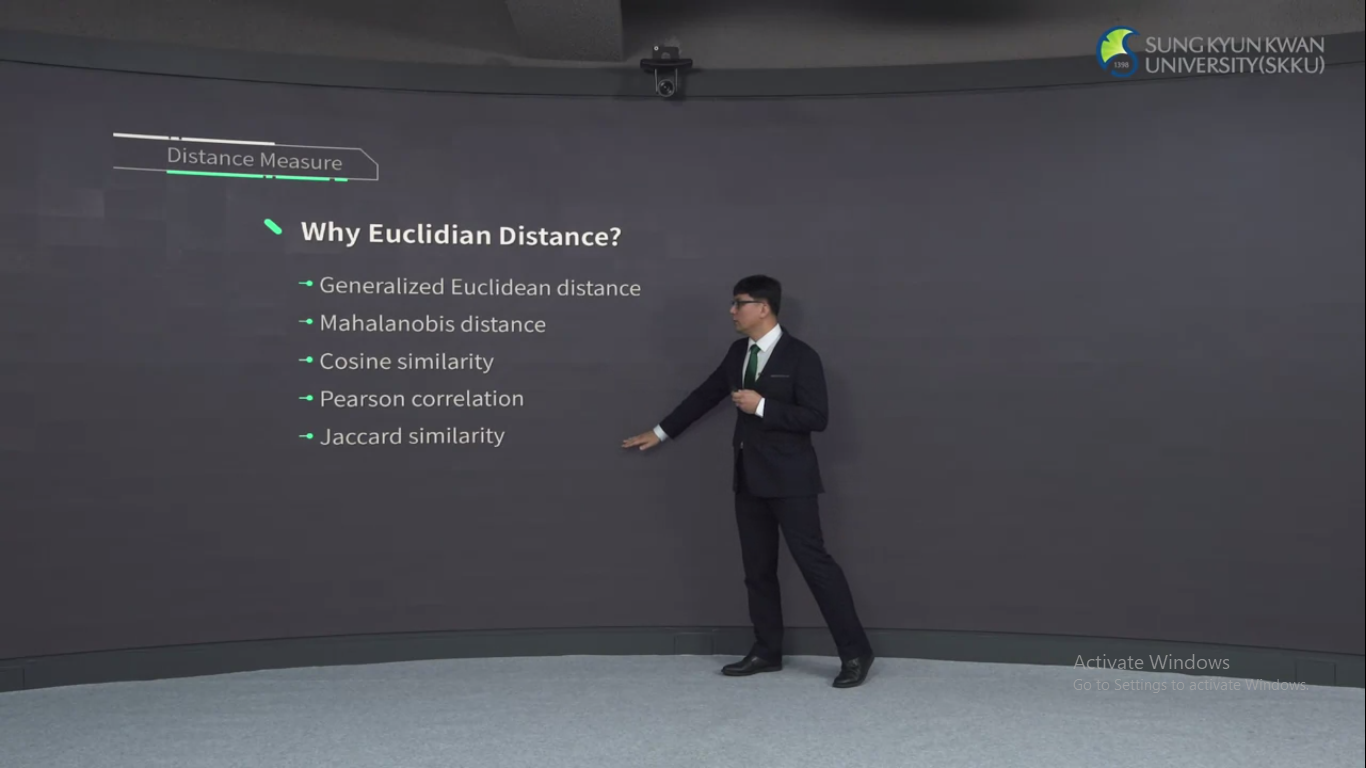 SUNG KYUN KWAN
UNIVERSITY(SKKU)
1398
Distance Measure
Why Euclidian Distance?
Generalized Euclidean distance
Mahalanobis distance
Cosine similarity
Pearson correlation
Jaccard similarity
Activate Windows
Go to Settings to activate Windows.